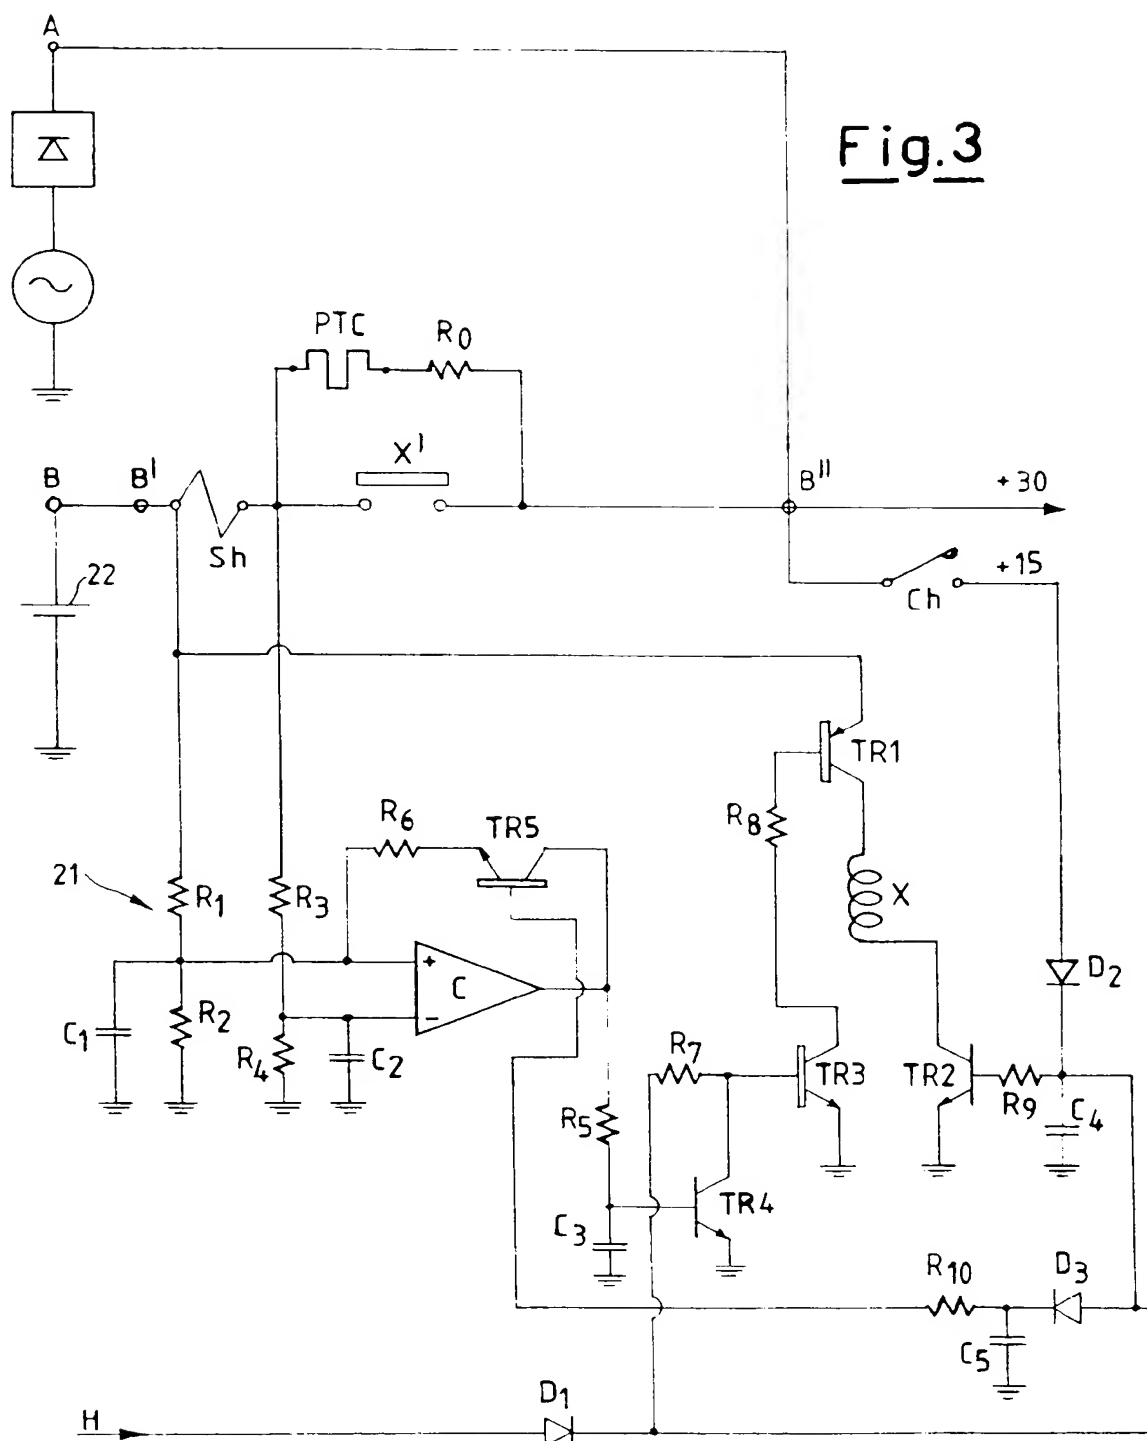 A
Fig.3
PTC
R0
X'
B
B'
B"
+30
Sh
22
+15
Ch
TR1
R8
R6
TR5
21
R1
R3
X
+
C
D2
C1
R2
-
R4
C2
R7
TR3
TR2
R9
C4
R5
TR4
C3
R10
D3
C5
D1
H